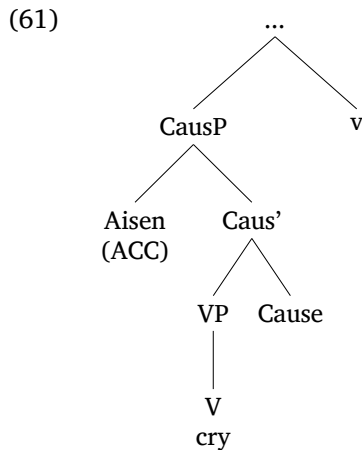 (61)
...
CausP v
Aisen Caus’
(ACC)
VP Cause
V
cry